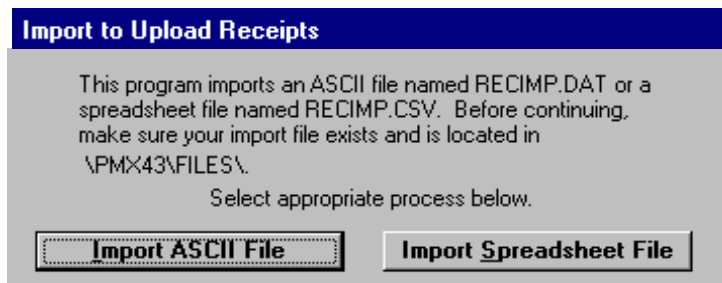 Import to Upload Receipts
This program imports an ASCII file named RECIMP.DAT or a
spreadsheet file named RECIMP.CSV. Before continuing,
make sure your import file exists and is located in
\PMX43\FILES\.
Select appropriate process below.
Import ASCII File
Import Spreadsheet File